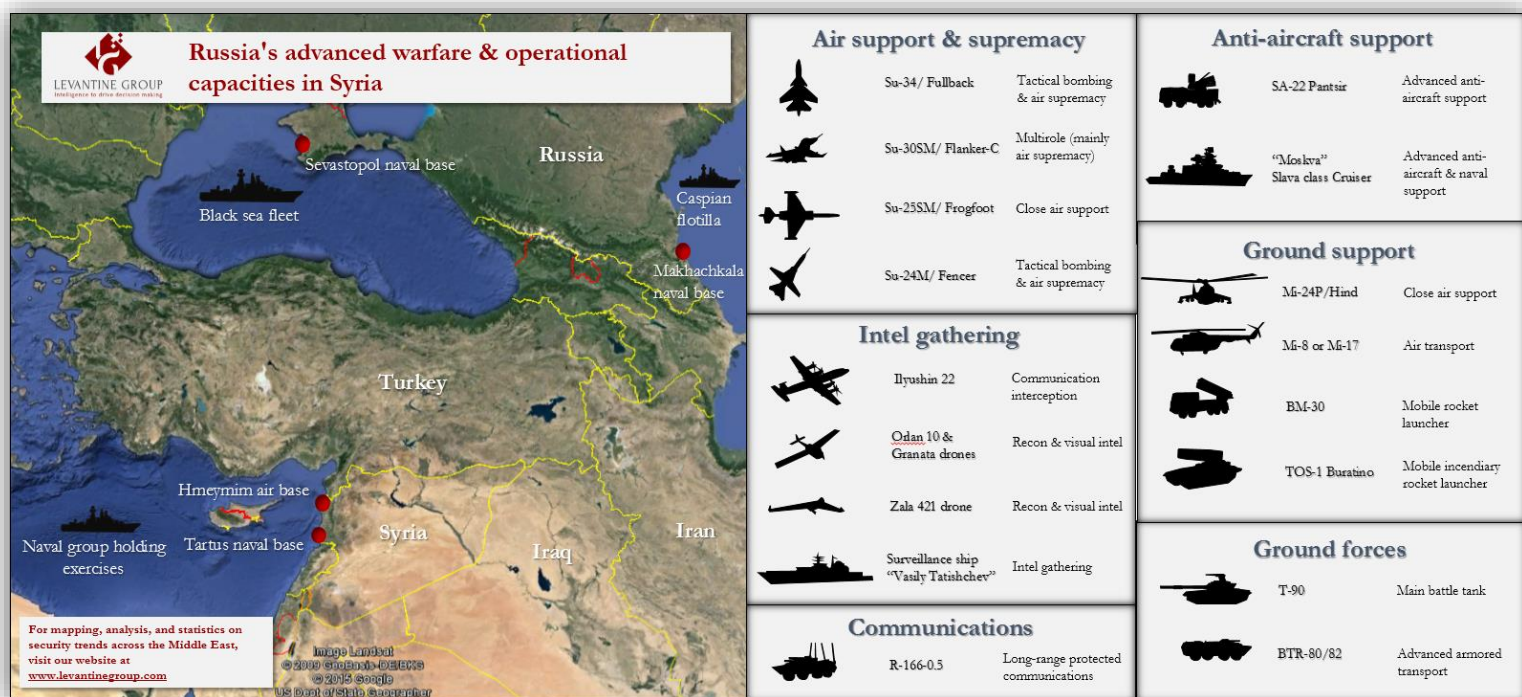 LEVANTINE GROUP
Intelligence to drive decision making
Russia's advanced warfare & operational
capacities in Syria
Sevastopol naval base
Russia
Black sea fleet
Caspian
flotilla
Makhachkala
naval base
Turkey
Hmeymim air base
Syria
Iran
Naval group holding
exercises
Tartus naval base
Iraq
For mapping, analysis, and statistics on
security trends across the Middle East,
visit our website at
www.levantinegroup.com
Image Landsat
© 2009 GeoBasis-DE/BKG
© 2015 Google
US Dept of State Geographer
Air support & supremacy
Su-34/ Fullback
Tactical bombing
& air supremacy
Su-30SM/ Flanker-C
Multirole (mainly
air supremacy)
Su-25SM/ Frogfoot
Close air support
Su-24M/ Fencer
Tactical bombing
& air supremacy
Intel gathering
Ilyushin 22
Communication
interception
Orlan 10 &
Granata drones
Recon & visual intel
Zala 421 drone
Recon & visual intel
Surveillance ship
“Vasily Tatishchev”
Intel gathering
Communications
R-166-0.5
Long-range protected
communications
Anti-aircraft support
SA-22 Pantsir
Advanced anti-
aircraft support
“Moskva”
Slava class Cruiser
Advanced anti-
aircraft & naval
support
Ground support
Mi-24P/Hind
Close air support
Mi-8 or Mi-17
Air transport
BM-30
Mobile rocket
launcher
TOS-1 Buratino
Mobile incendiary
rocket launcher
Ground forces
T-90
Main battle tank
BTR-80/82
Advanced armored
transport